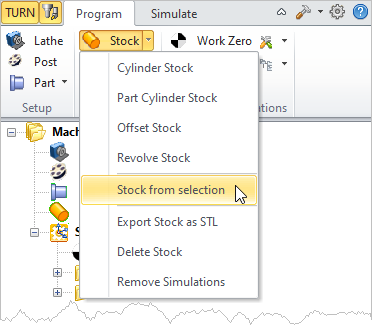 TURN Program Simulate
Lathe Stock Work Zero
Post
Part
Setup
Cylinder Stock
Part Cylinder Stock
Offset Stock
Revolve Stock
Stock from selection
Export Stock as STL
Delete Stock
Remove Simulations
Mach